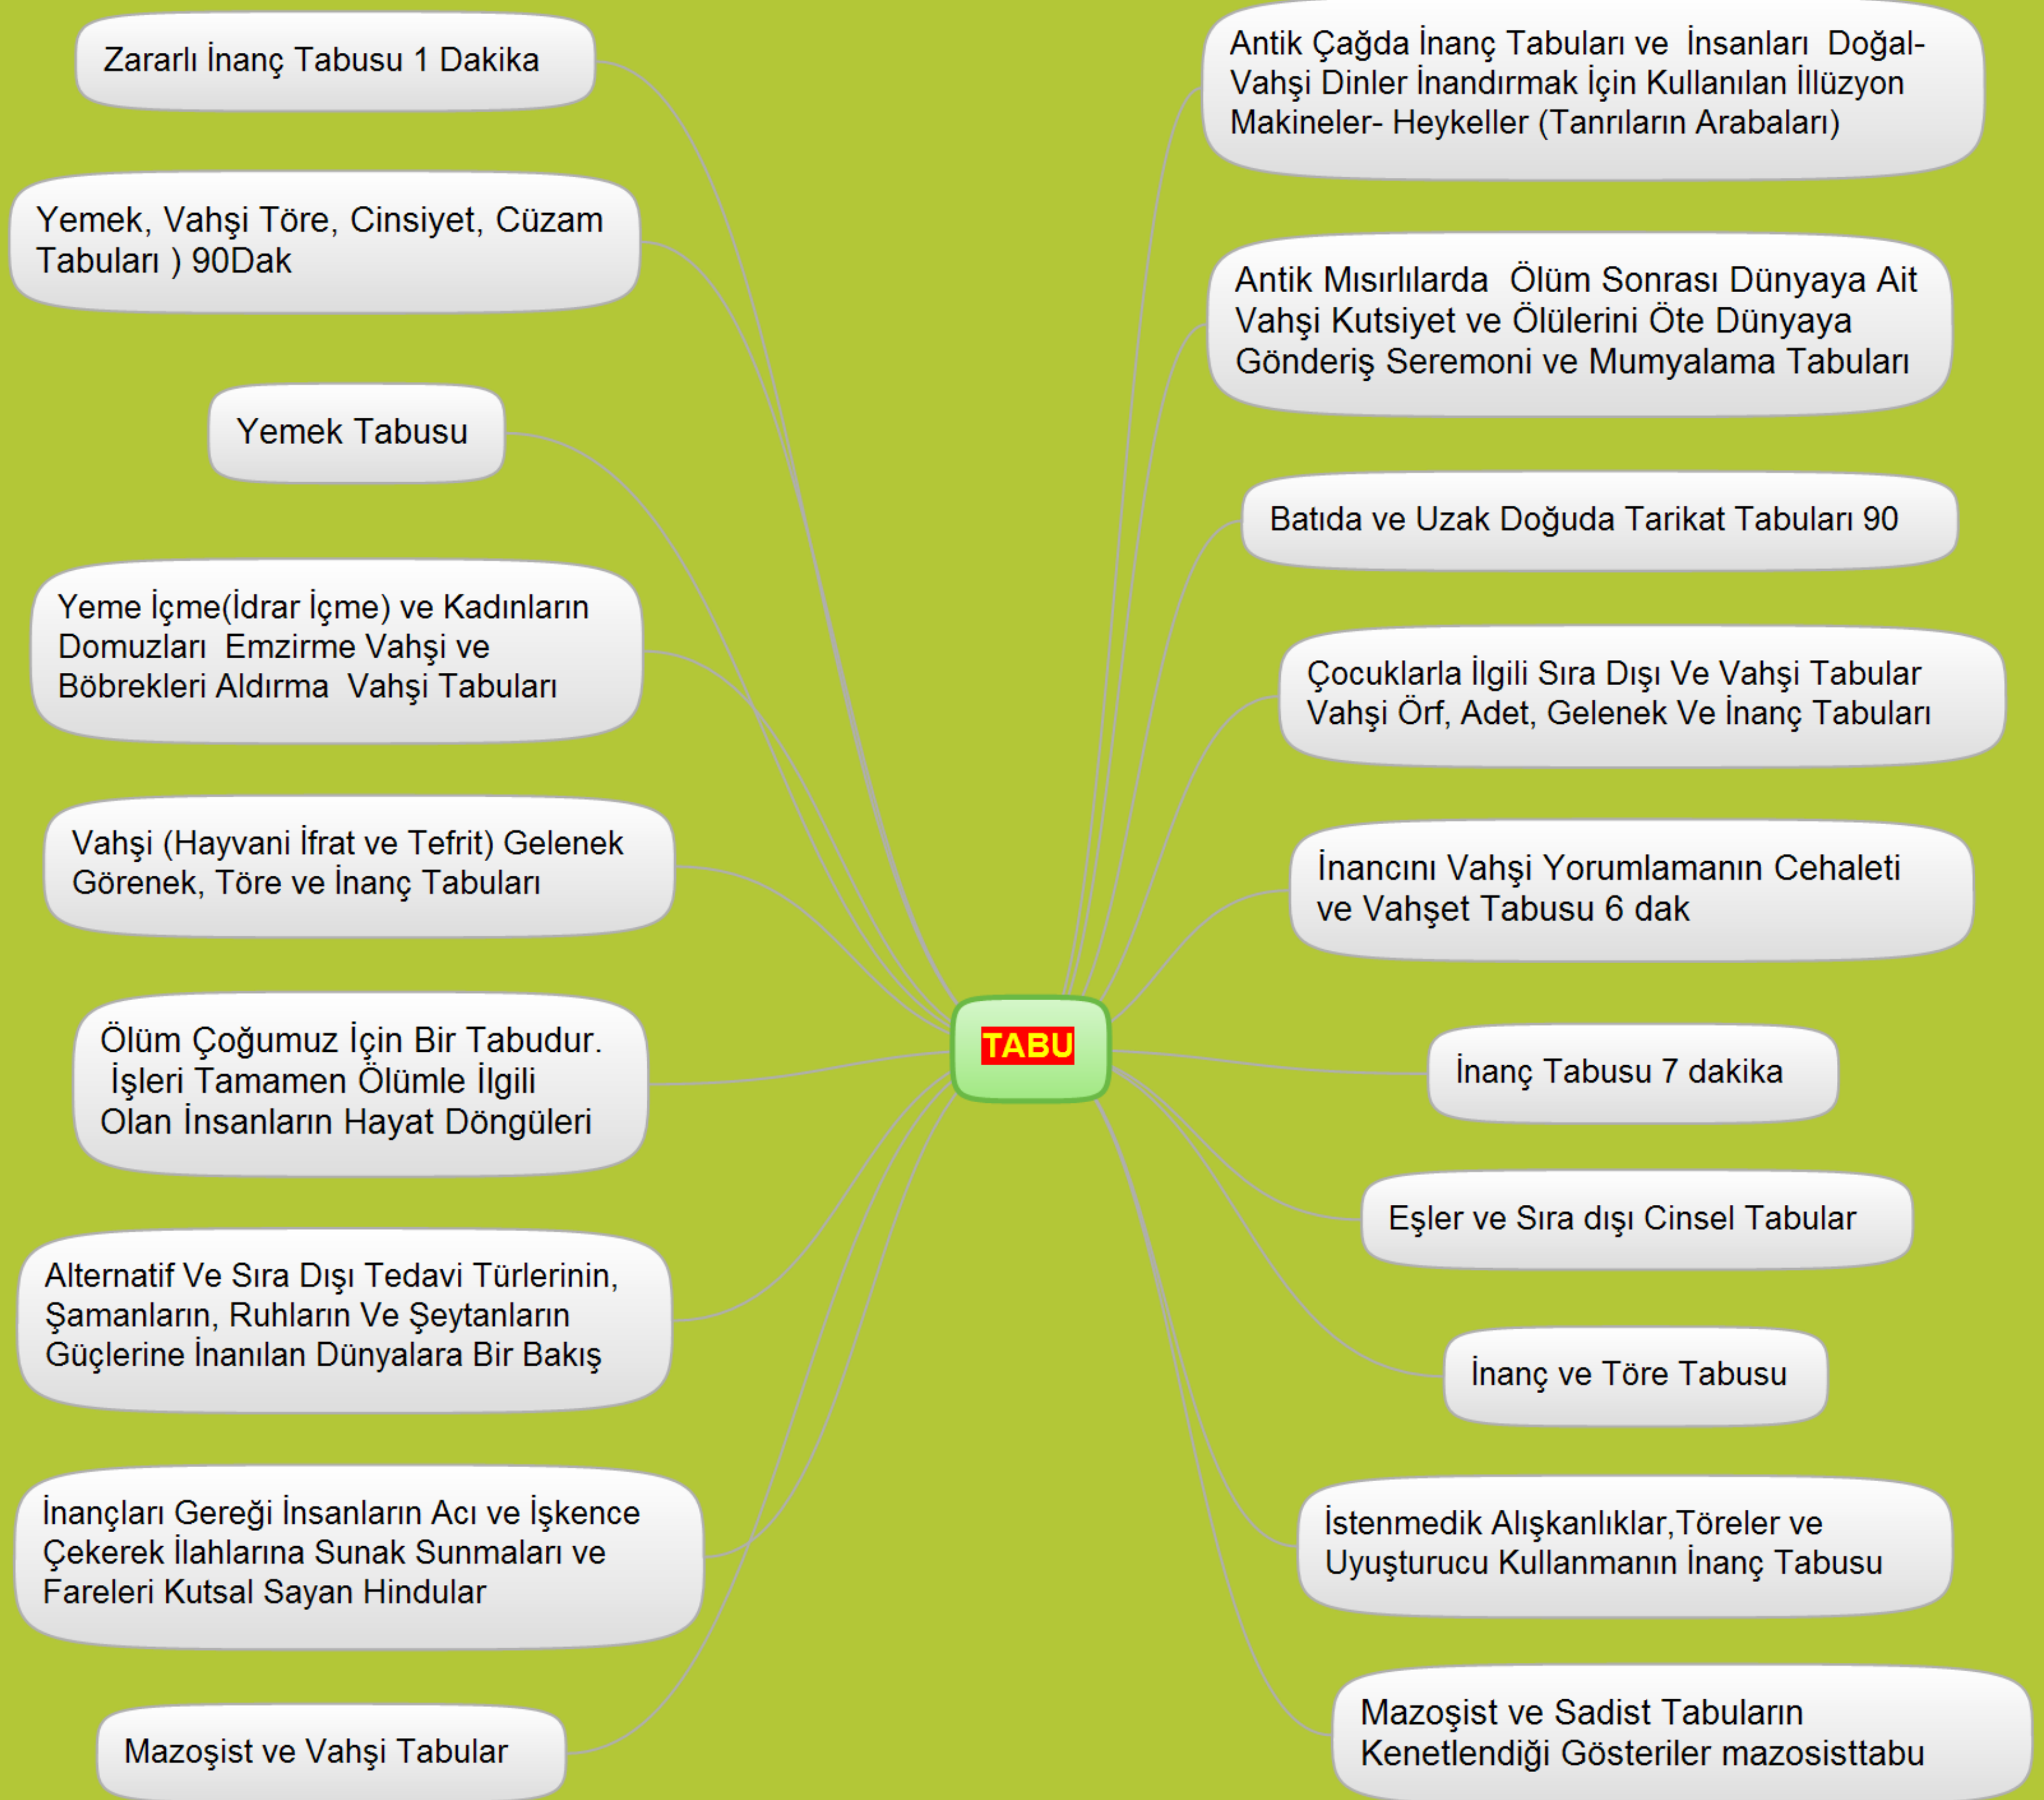 Zararlı İnanç Tabusu 1 Dakika
Yemek, Vahşi Töre, Cinsiyet, Cüzam
Tabuları ) 90Dak
Yemek Tabusu
Yeme İçme(İdrar İçme) ve Kadınların
Domuzları  Emzirme Vahşi ve
Böbrekleri Aldırma  Vahşi Tabuları
Vahşi (Hayvani İfrat ve Tefrit) Gelenek
Görenek, Töre ve İnanç Tabuları
Ölüm Çoğumuz İçin Bir Tabudur.
İşleri Tamamen Ölümle İlgili
Olan İnsanların Hayat Döngüleri
Alternatif Ve Sıra Dışı Tedavi Türlerinin,
Şamanların, Ruhların Ve Şeytanların
Güçlerine İnanılan Dünyalara Bir Bakış
İnançları Gereği İnsanların Acı ve İşkence
Çekerek İlahlarına Sunak Sunmaları ve
Fareleri Kutsal Sayan Hindular
Mazoşist ve Vahşi Tabular
TABU
Antik Çağda İnanç Tabuları ve  İnsanları  Doğal-
Vahşi Dinler İnandırmak İçin Kullanılan İllüzyon
Makineler- Heykeller (Tanrıların Arabaları)
Antik Mısırlılarda  Ölüm Sonrası Dünyaya Ait
Vahşi Kutsiyet ve Ölülerini Öte Dünyaya
Gönderiş Seremoni ve Mumyalama Tabuları
Batıda ve Uzak Doğuda Tarikat Tabuları 90
Çocuklarla İlgili Sıra Dışı Ve Vahşi Tabular
Vahşi Örf, Adet, Gelenek Ve İnanç Tabuları
İnancını Vahşi Yorumlamanın Cehaleti
ve Vahşet Tabusu 6 dak
İnanç Tabusu 7 dakika
Eşler ve Sıra dışı Cinsel Tabular
İnanç ve Töre Tabusu
İstenmedik Alışkanlıklar,Töreler ve
Uyuşturucu Kullanmanın İnanç Tabusu
Mazoşist ve Sadist Tabuların
Kenetlendiği Gösteriler mazosisttabu